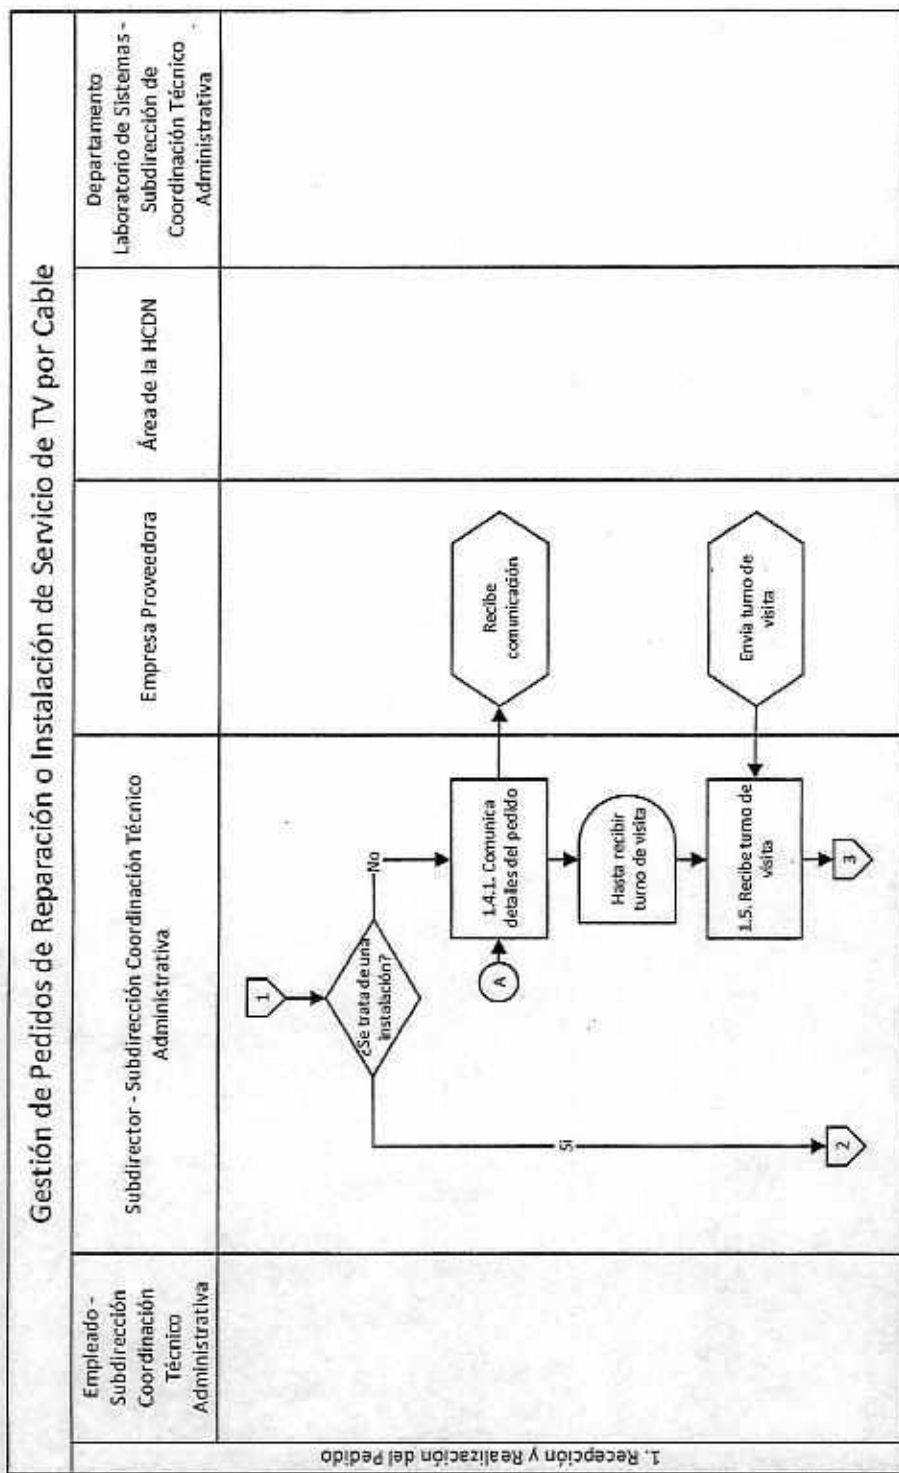 Gestión de Pedidos de Reparación o Instalación de Servicio de TV por Cable
Empleado -
Subdirección
Coordinación
Técnico
Administrativa
Subdirector - Subdirección Coordinación Técnico
Administrativa
Empresa Proveedora
Área de la HCDN
Departamento
Laboratorio de Sistemas -
Subdirección de
Coordinación Técnico
Administrativa
1. Recepción y Realización del Pedido
1
¿Se trata de una
instalación?
No
Si
A
1.4.1. Comunica
detalles del pedido
Recibe
comunicación
Hasta recibir
turno de visita
1.5. Recibe turno de
visita
Envía turno de
visita
2
3